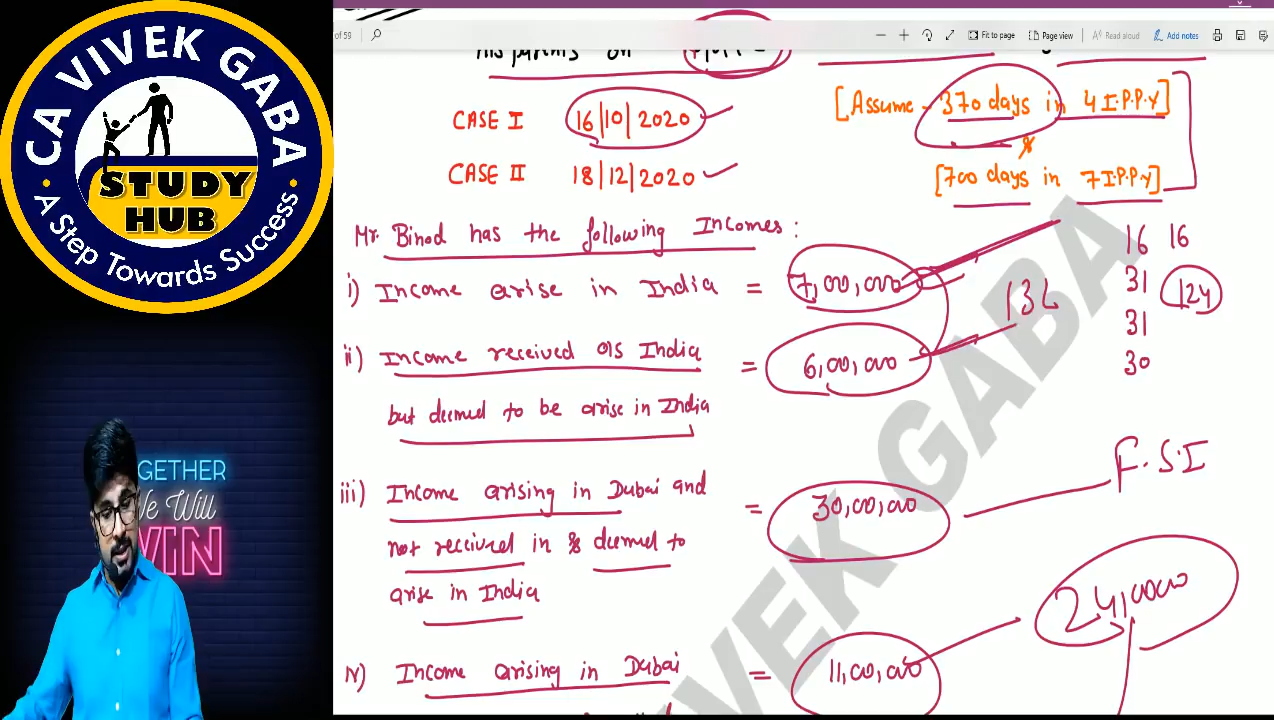 CA VIVEK GABA
STUDY
HUB
A Step Towards Success
TOGETHER
We Will
WIN
of 59
Fit to page
Page view
Read aloud
Add notes
his parents on
CASE I 16|10|2020
CASE II 18|12|2020
[Assume - 370 days in 4 I.P.P.Y]
&
[700 days in 7 I.P.P.Y]
Mr. Binod has the following Incomes :
i) Income arise in India = 7,00,000
ii) Income received o/s India = 6,00,000
but deemed to be arise in India
iii) Income arising in Dubai and = 30,00,000
not received in & deemed to
arise in India
iv) Income arising in Dubai = 11,00,000
16 16
31 124
31
30
13L
F.S.I
24,0000
VIVEK GABA